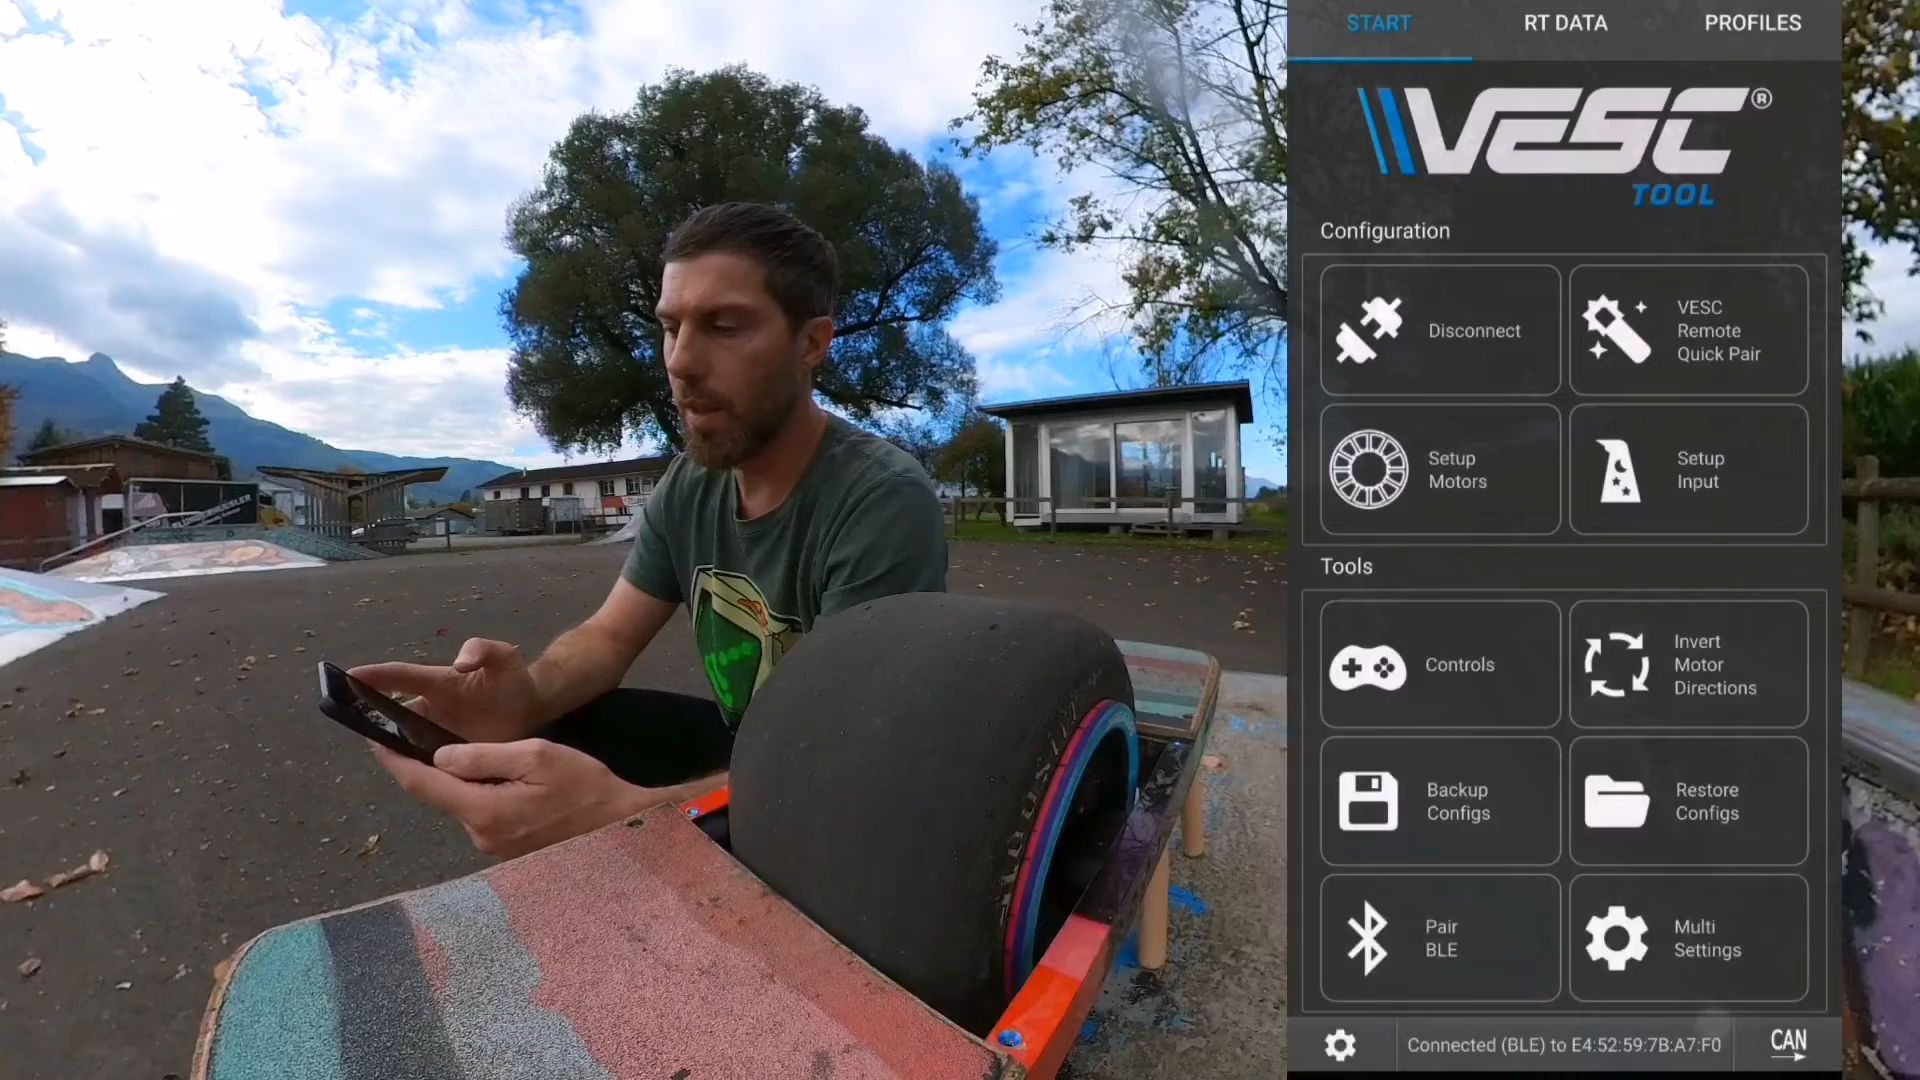 START
RT DATA
PROFILES
VESC®
TOOL
Configuration
Disconnect
VESC
Remote
Quick Pair
Setup
Motors
Setup
Input
Tools
Controls
Invert
Motor
Directions
Backup
Configs
Restore
Configs
Pair
BLE
Multi
Settings
Connected (BLE) to E4:52:59:7B:A7:F0
CAN